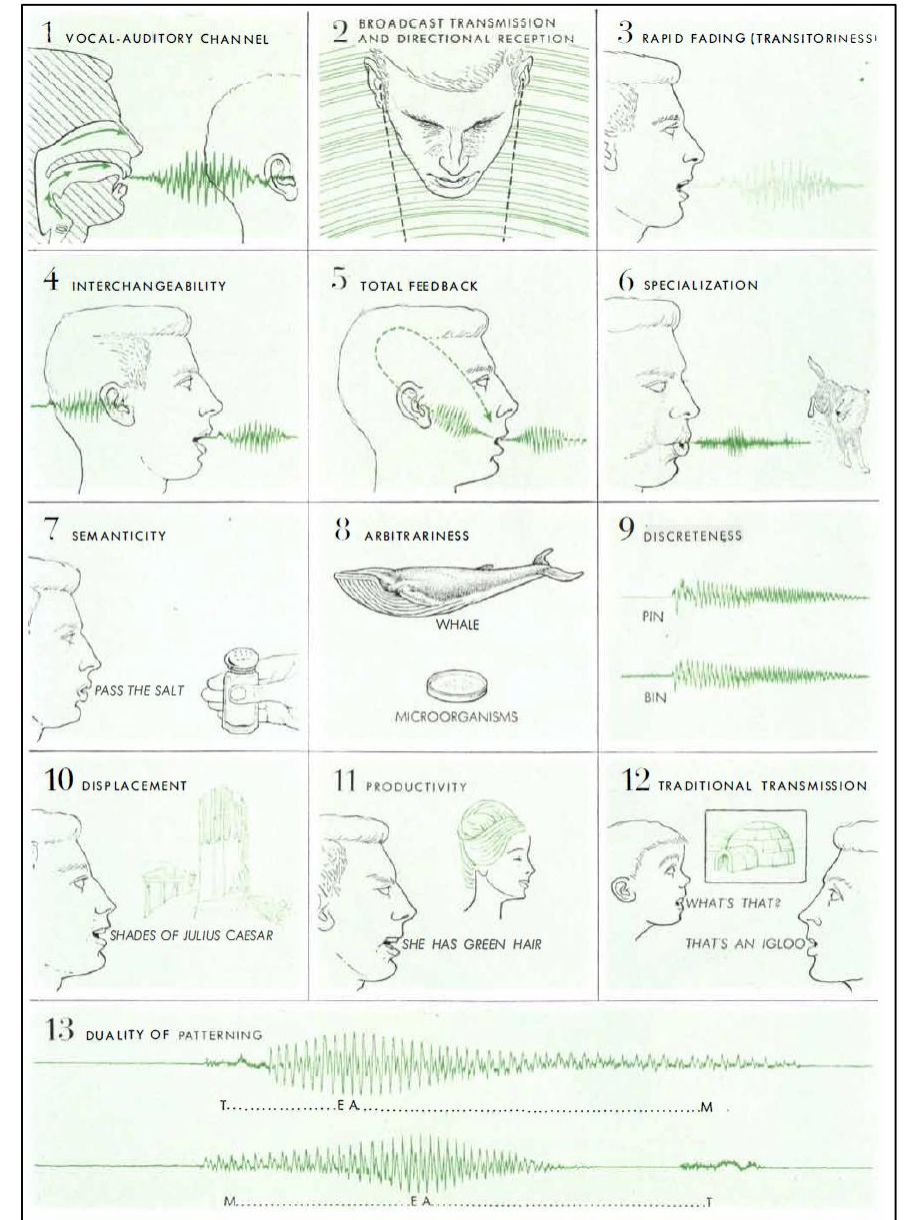 1 VOCAL-AUDITORY CHANNEL
2 BROADCAST TRANSMISSION
AND DIRECTIONAL RECEPTION
3 RAPID FADING (TRANSITORINESS)
4 INTERCHANGEABILITY
5 TOTAL FEEDBACK
6 SPECIALIZATION
7 SEMANTICITY
PASS THE SALT
8 ARBITRARINESS
WHALE
MICROORGANISMS
9 DISCRETENESS
PIN
BIN
10 DISPLACEMENT
SHADES OF JULIUS CAESAR
11 PRODUCTIVITY
SHE HAS GREEN HAIR
12 TRADITIONAL TRANSMISSION
WHAT'S THAT?
THAT'S AN IGLOO
13 DUALITY OF PATTERNING
T....................E A............................................................M
M..............................E A..................................................T